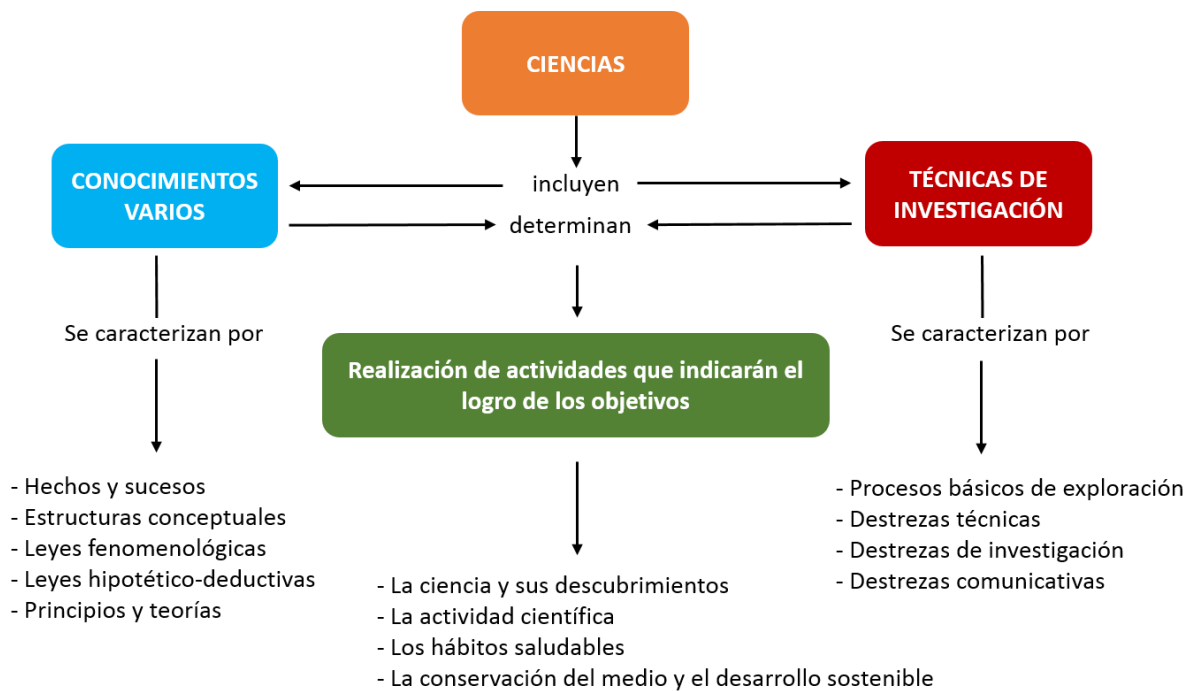 CIENCIAS
CONOCIMIENTOS
VARIOS
incluyen
determinan
TÉCNICAS DE
INVESTIGACIÓN
Se caracterizan por
Realización de actividades que indicarán el
logro de los objetivos
Se caracterizan por
- Hechos y sucesos
- Estructuras conceptuales
- Leyes fenomenológicas
- Leyes hipotético-deductivas
- Principios y teorías
- La ciencia y sus descubrimientos
- La actividad científica
- Los hábitos saludables
- La conservación del medio y el desarrollo sostenible
- Procesos básicos de exploración
- Destrezas técnicas
- Destrezas de investigación
- Destrezas comunicativas